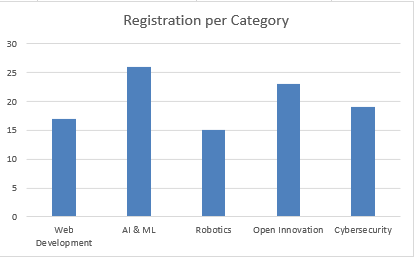 Registration per Category
30
25
20
15
10
5
0
Web
Development
AI & ML
Robotics
Open Innovation
Cybersecurity